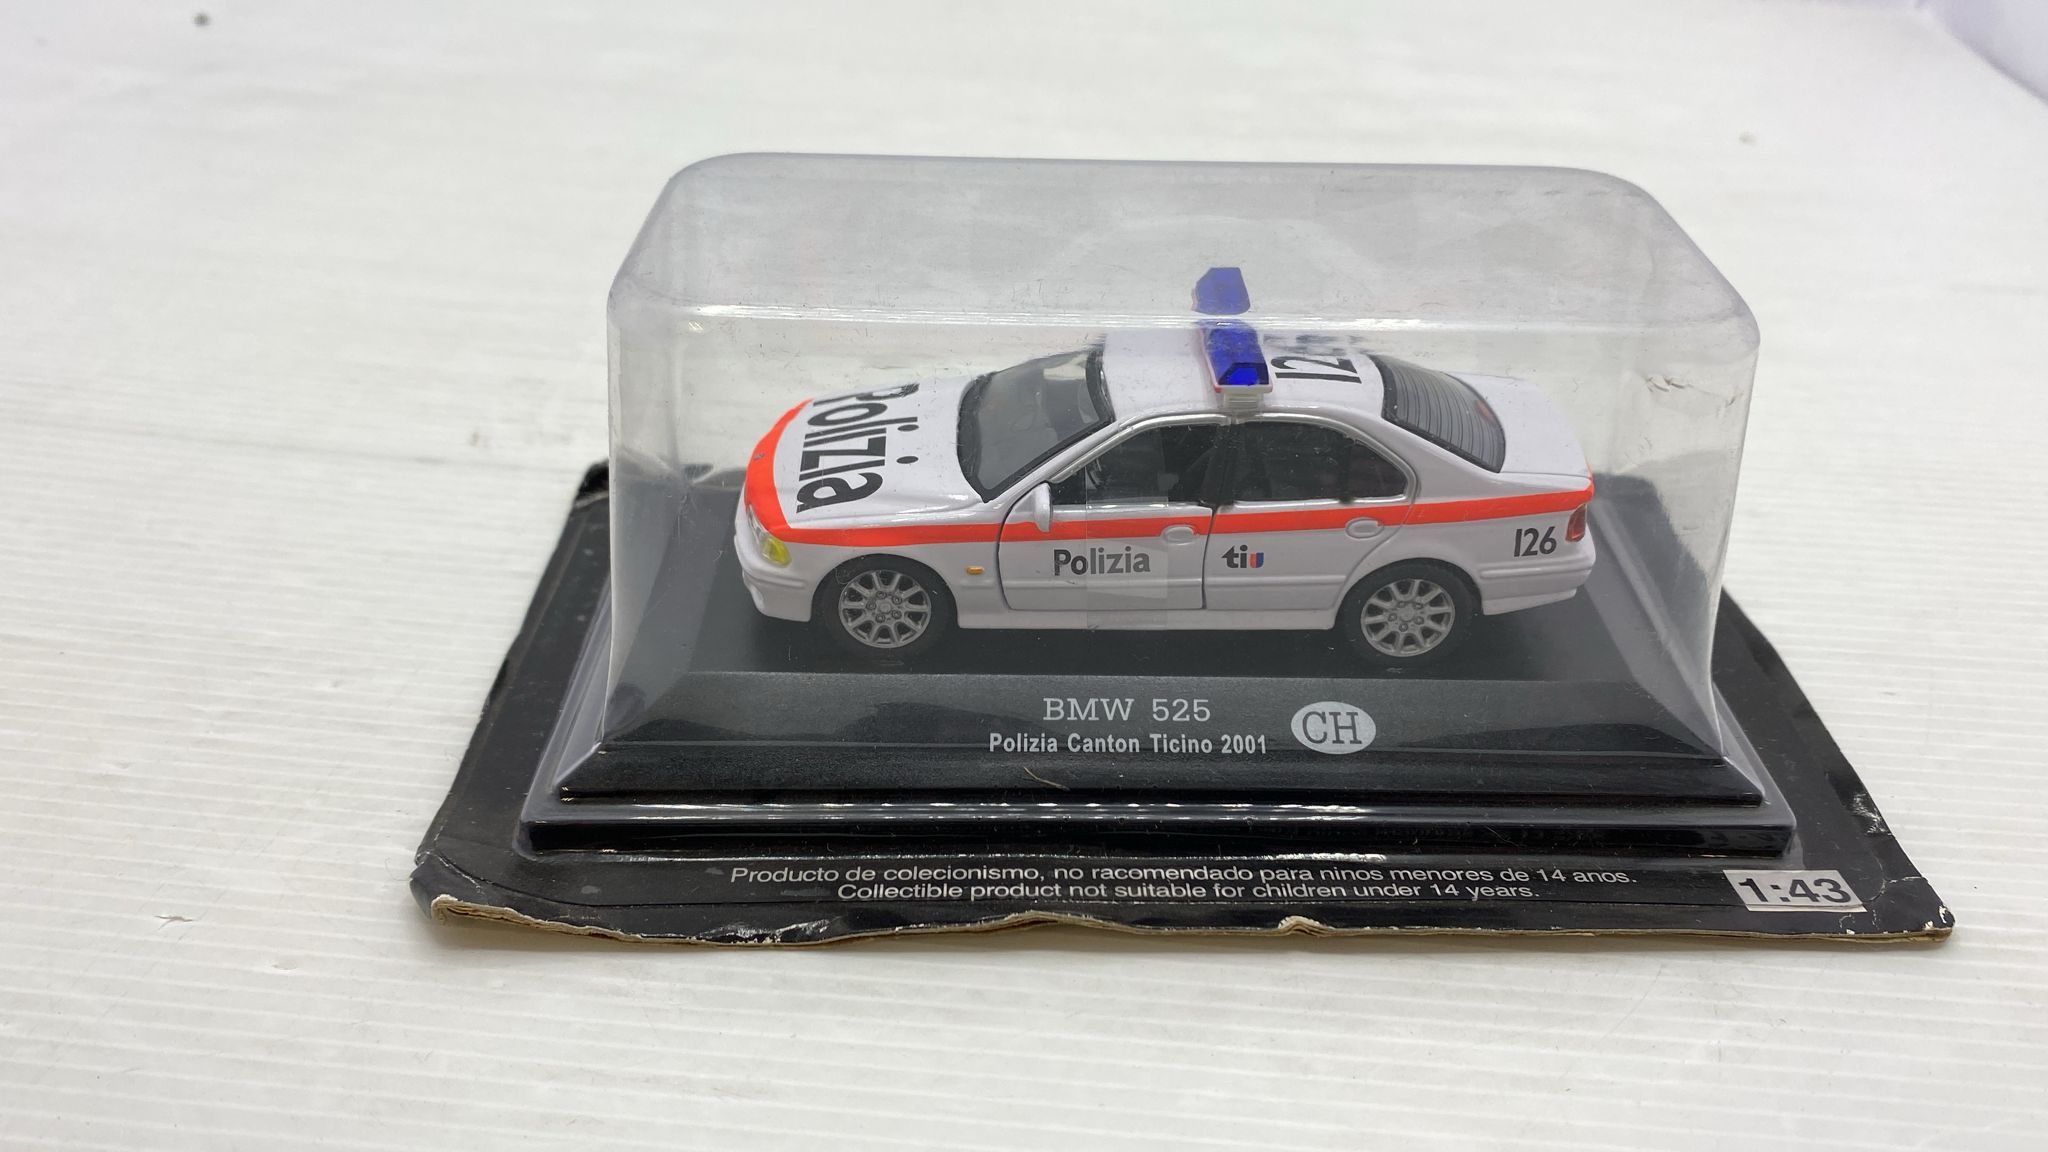 Polizia
126
Polizia
ti
126
BMW 525
Polizia Canton Ticino 2001
CH
Producto de colecionismo, no racomendado para ninos menores de 14 anos.
Collectible product not suitable for children under 14 years.
1:43